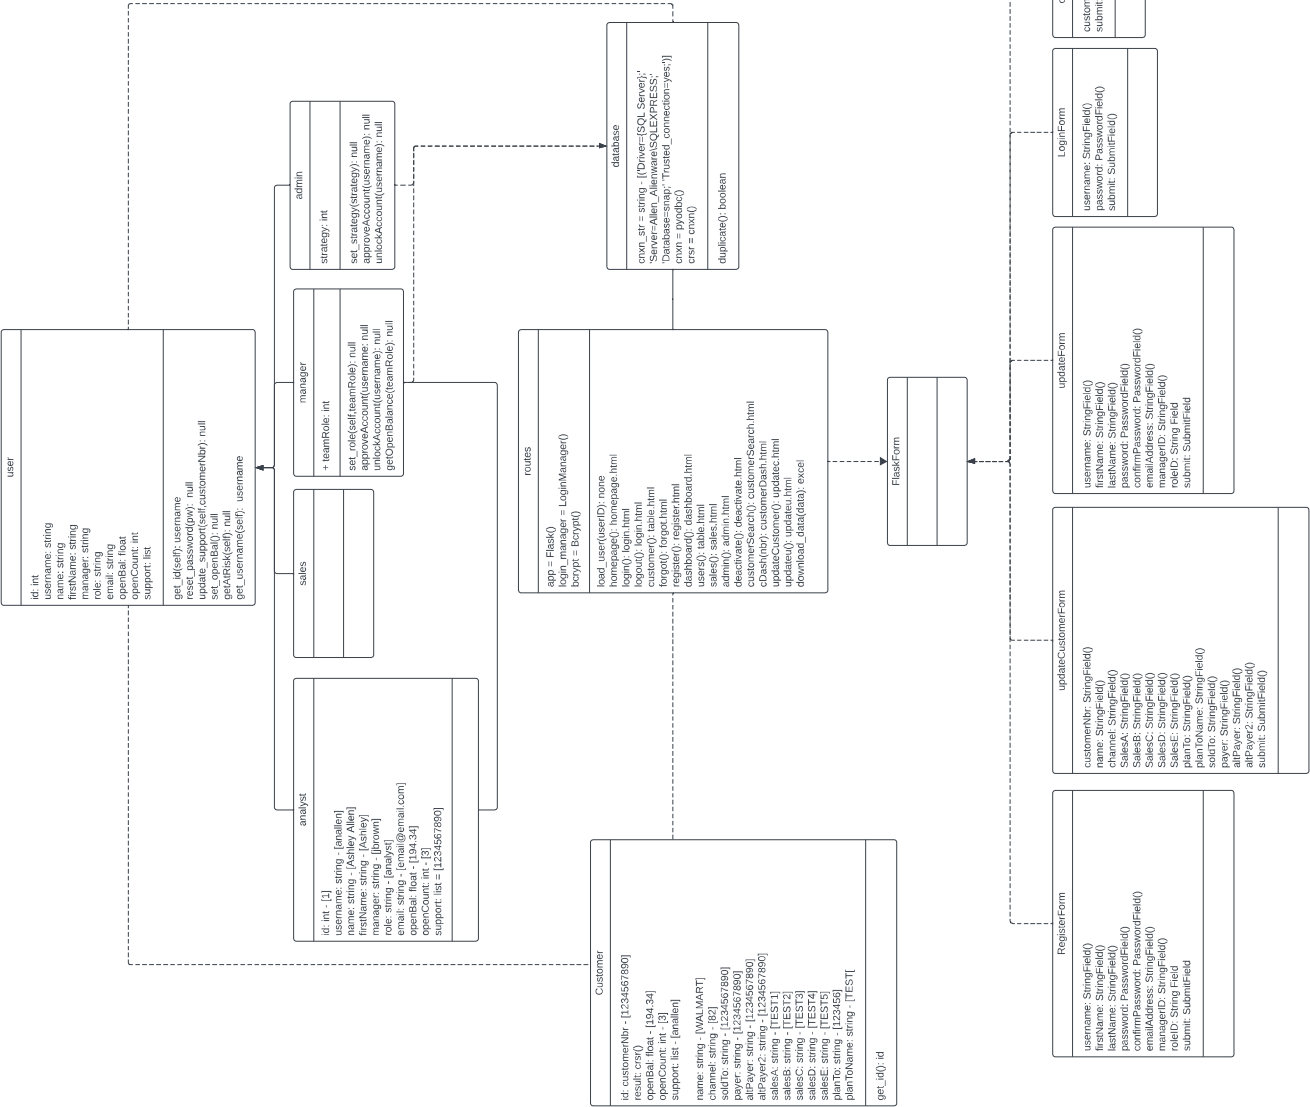 user
id: int
username: string
name: string
firstName: string
manager: string
role: string
email: string
openBal: float
openCount: int
support: list
get_id(self): username
reset_password(pw): null
update_support(self,customerNbr): null
set_openBal(): null
getAtRisk(self): null
get_username(self): username
admin
strategy: int
set_strategy(strategy): null
approveAccount(username): null
unlockAccount(username): null
manager
+ teamRole: int
set_role(self,teamRole): null
approveAccount(username: null
unlockAccount(username): null
getOpenBalance(teamRole): null
sales
analyst
id: int - [1]
username: string - [anallen]
name: string - [Ashley Allen]
firstName: string - [Ashley]
manager: string - [jbrown]
role: string - [analyst]
email: string - [email@email.com]
openBal: float - [194.34]
openCount: int - [3]
support: list = [1234567890]
database
cnxn_str = string - [('Driver={SQL Server};'
'Server=Allen_Alienware\SQLEXPRESS;'
'Database=snap;' 'Trusted_connection=yes;')]
cnxn = pyodbc()
crsr = cnxn()
duplicate(): boolean
routes
app = Flask()
login_manager = LoginManager()
bcrypt = Bcrypt()
load_user(userID): none
homepage(): homepage.html
login(): login.html
logout(): login.html
customer(): table.html
forgot(): forgot.html
register(): register.html
dashboard(): dashboard.html
users(): table.html
sales(): sales.html
admin(): admin.html
deactivate(): deactivate.html
customerSearch(): customerSearch.html
cDash(nbr): customerDash.html
updateCustomer(): updatec.html
updateu(): updateu.html
download_data(data): excel
Customer
id: customerNbr - [1234567890]
result: crsr()
openBal: float - [194.34]
openCount: int - [3]
support: list - [anallen]
name: string - [WALMART]
channel: string - [82]
soldTo: string - [1234567890]
payer: string - [1234567890]
altPayer: string - [1234567890]
altPayer2: string - [1234567890]
salesA: string - [TEST1]
salesB: string - [TEST2]
salesC: string - [TEST3]
salesD: string - [TEST4]
salesE: string - [TEST5]
planTo: string - [123456]
planToName: string - [TEST[
get_id(): id
FlaskForm
custom
submit:
LoginForm
username: StringField()
password: PasswordField()
submit: SubmitField()
updateForm
username: StringField()
firstName: StringField()
lastName: StringField()
password: PasswordField()
confirmPassword: PasswordField()
emailAddress: StringField()
managerID: StringField()
roleID: String Field
submit: SubmitField
updateCustomerForm
customerNbr: StringField()
name: StringField()
channel: StringField()
SalesA: StringField()
SalesB: StringField()
SalesC: StringField()
SalesD: StringField()
SalesE: StringField()
planTo: StringField()
planToName: StringField()
soldTo: StringField()
payer: StringField()
altPayer: StringField()
altPayer2: StringField()
submit: SubmitField()
RegisterForm
username: StringField()
firstName: StringField()
lastName: StringField()
password: PasswordField()
confirmPassword: PasswordField()
emailAddress: StringField()
managerID: StringField()
roleID: String Field
submit: SubmitField